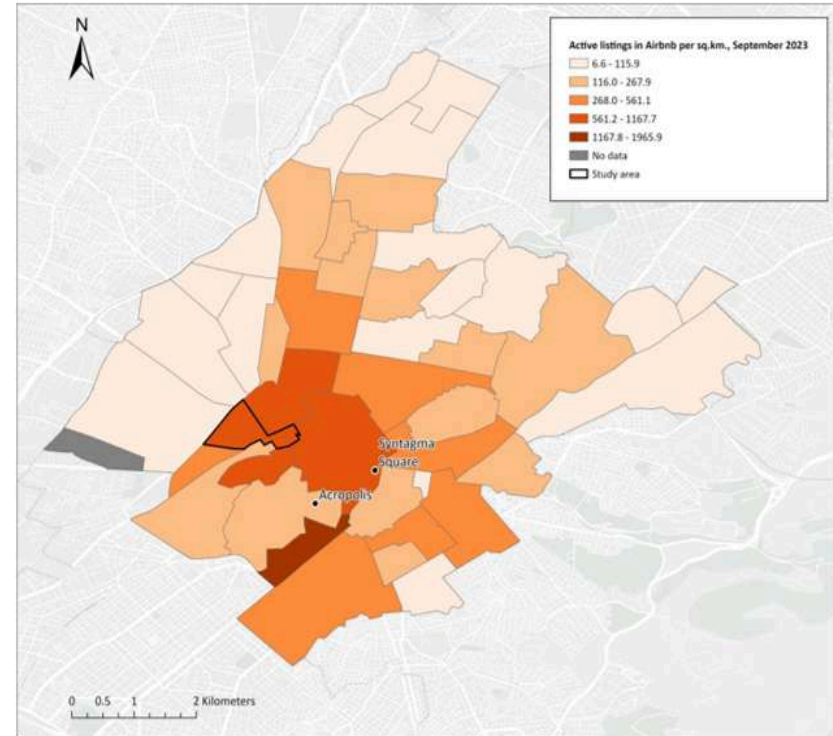 N
Active listings in Airbnb per sq.km., September 2023
6.6 - 115.9
116.0 - 267.9
268.0 - 561.1
561.2 - 1167.7
1167.8 - 1965.9
No data
Study area
Syntagma
Square
Acropolis
0 0.5 1 2 Kilometers